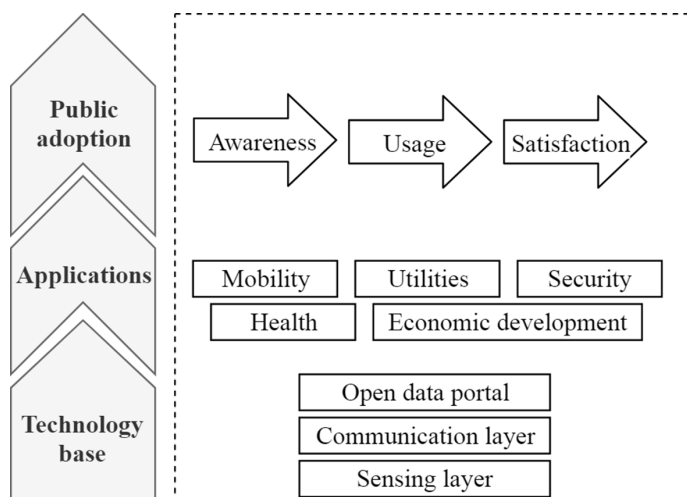 Public
adoption
Awareness
Usage
Satisfaction
Applications
Mobility
Utilities
Security
Health
Economic development
Technology
base
Open data portal
Communication layer
Sensing layer